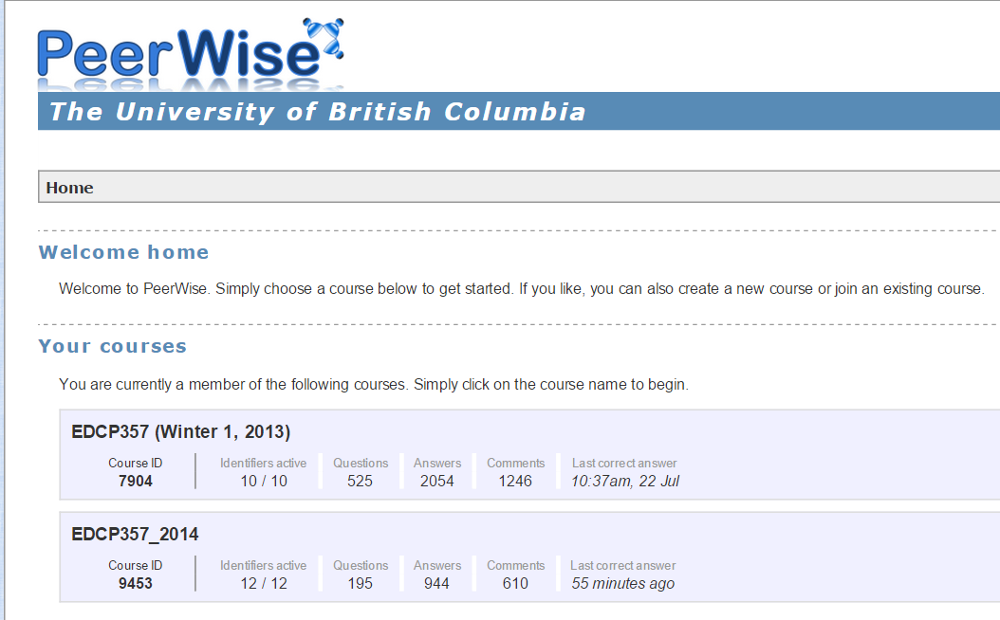 PeerWise
The University of British Columbia
Home
Welcome home
Welcome to PeerWise. Simply choose a course below to get started. If you like, you can also create a new course or join an existing course.
Your courses
You are currently a member of the following courses. Simply click on the course name to begin.
EDCP357 (Winter 1, 2013)
Course ID Identifiers active Questions Answers Comments Last correct answer
7904 10 / 10 525 2054 1246 10:37am, 22 Jul
EDCP357_2014
Course ID Identifiers active Questions Answers Comments Last correct answer
9453 12 / 12 195 944 610 55 minutes ago